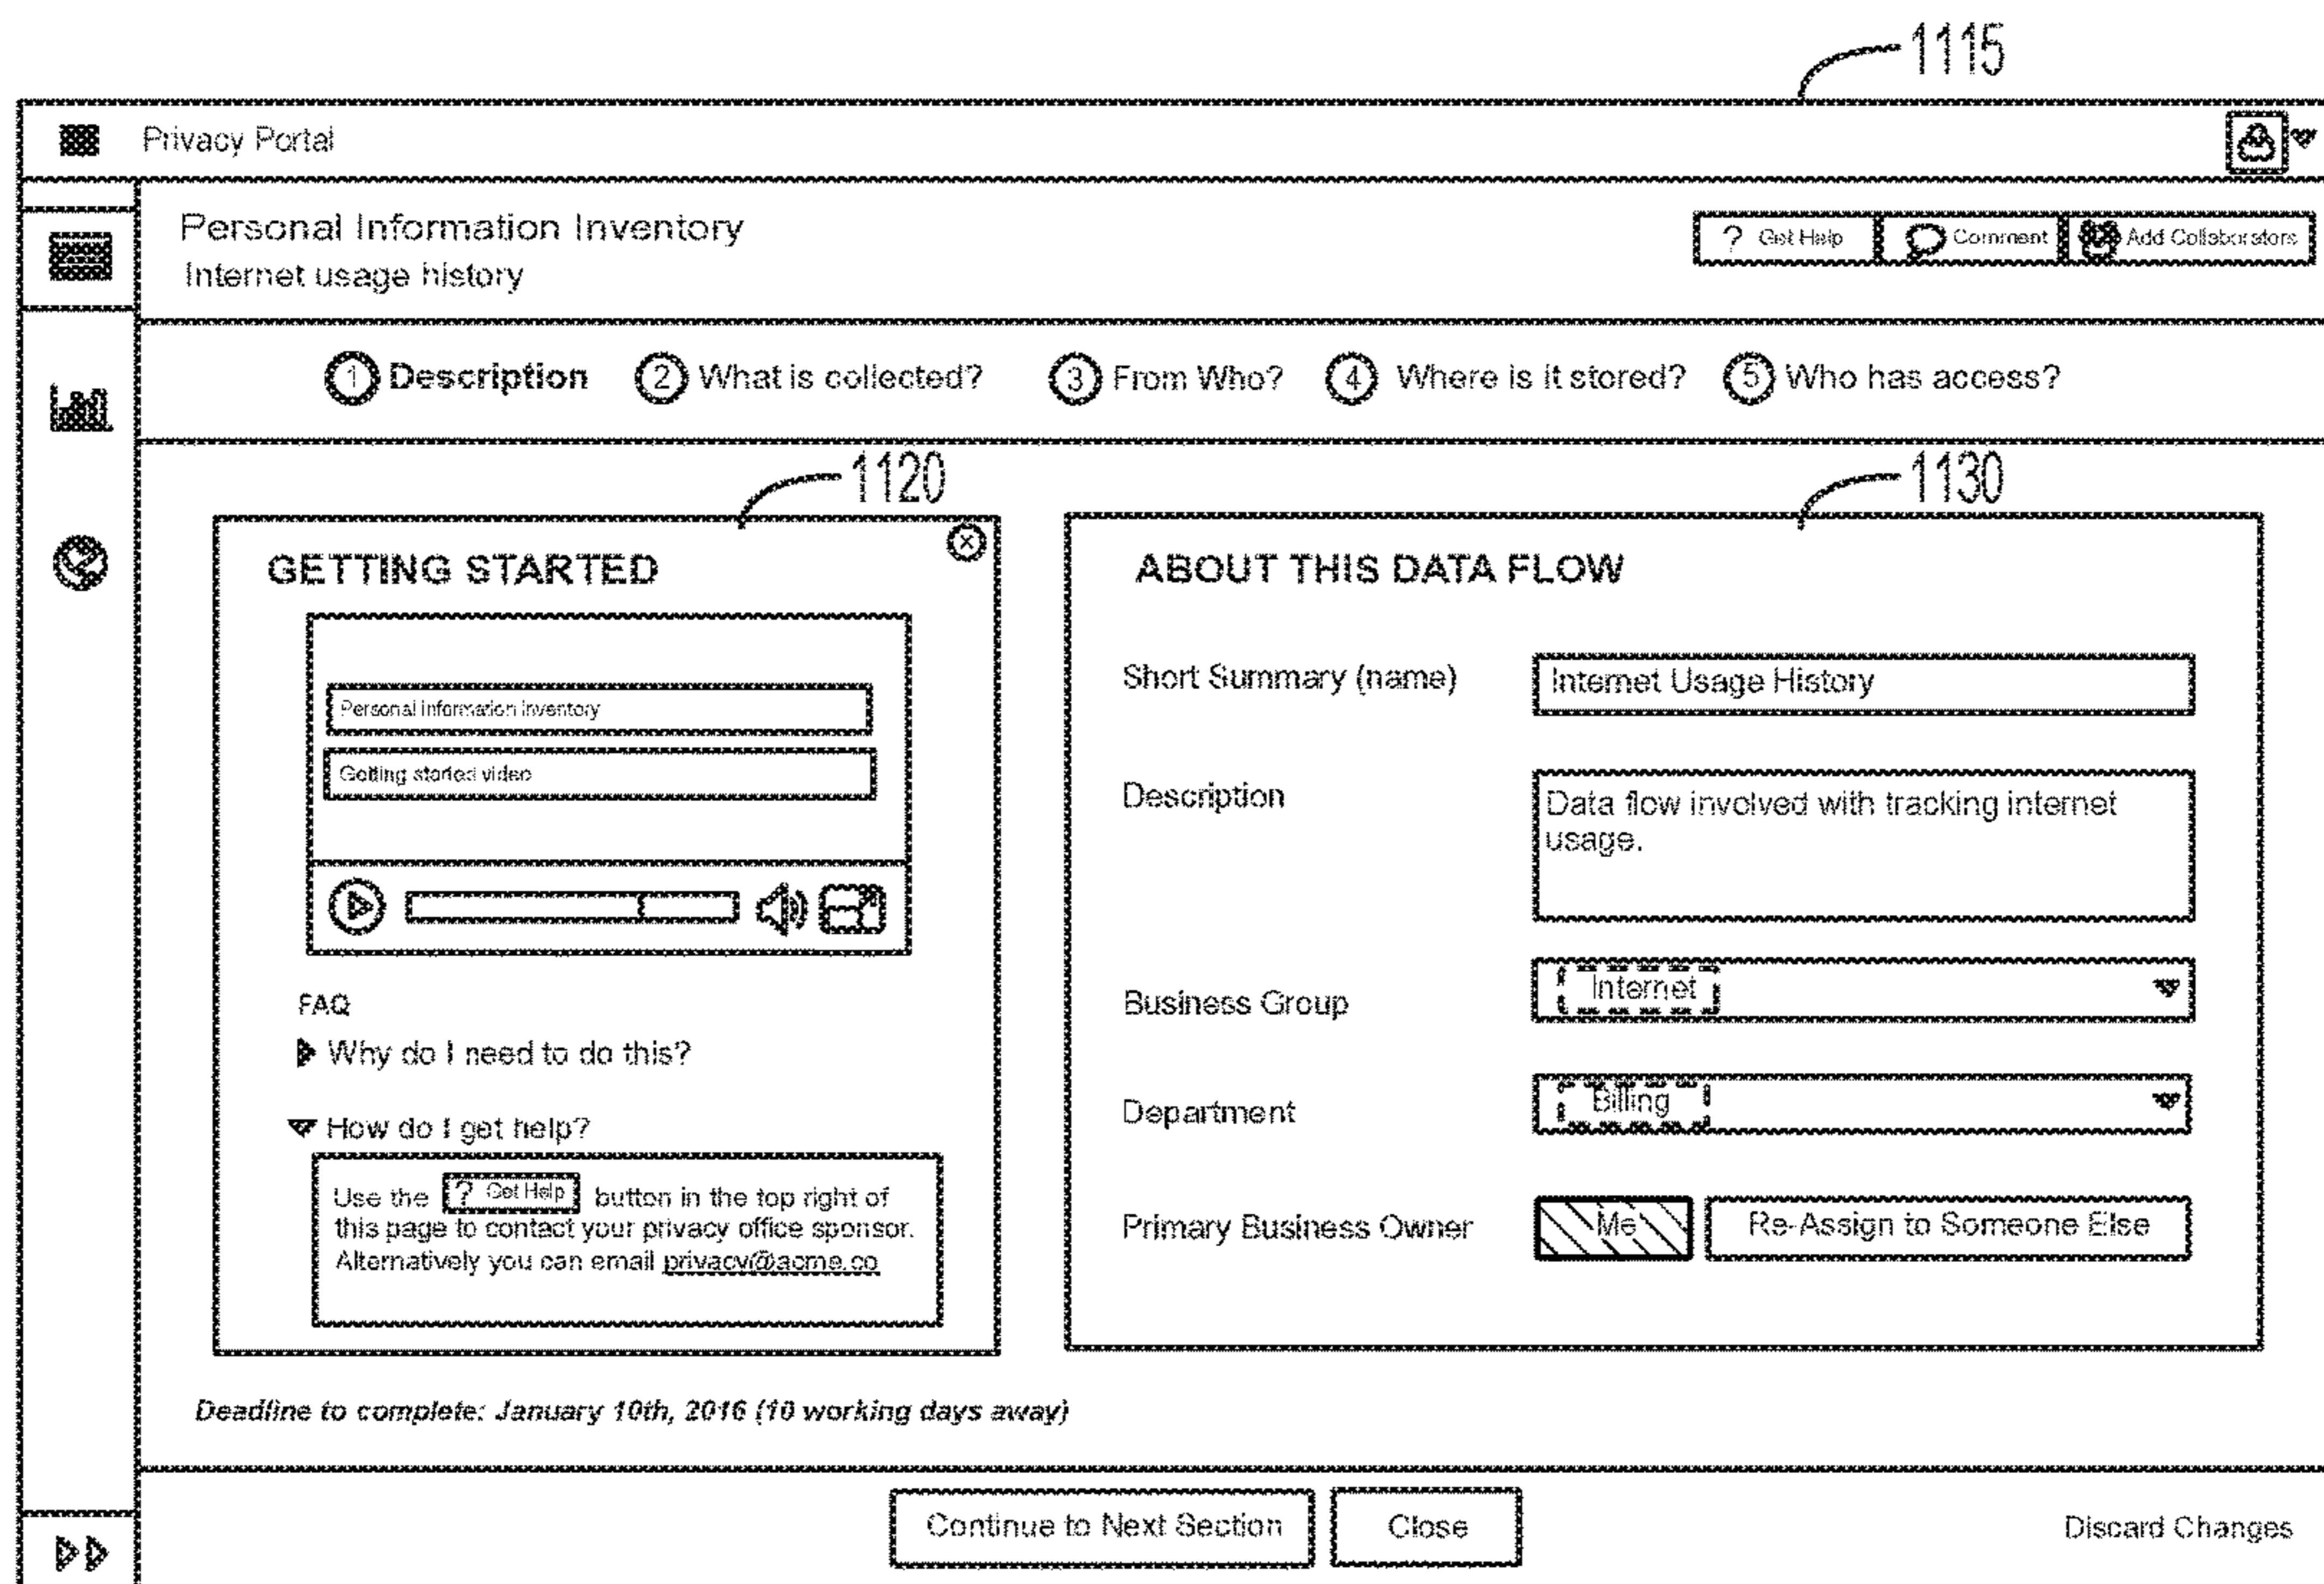 1115
Privacy Portal
Personal Information Inventory
Internet usage history
? Get Help
Comment
Add Collaborators
1 Description
2 What is collected?
3 From Who?
4 Where is it stored?
5 Who has access?
1120
1130
GETTING STARTED
Personal information inventory
Getting started video
FAQ
Why do I need to do this?
How do I get help?
Use the ? Get Help button in the top right of
this page to contact your privacy office sponsor.
Alternatively you can email privacy@acme.co
ABOUT THIS DATA FLOW
Short Summary (name)
Internet Usage History
Description
Data flow involved with tracking internet
usage.
Business Group
Internet
Department
Billing
Primary Business Owner
Me
Re-Assign to Someone Else
Deadline to complete: January 10th, 2016 (10 working days away)
Continue to Next Section
Close
Discard Changes